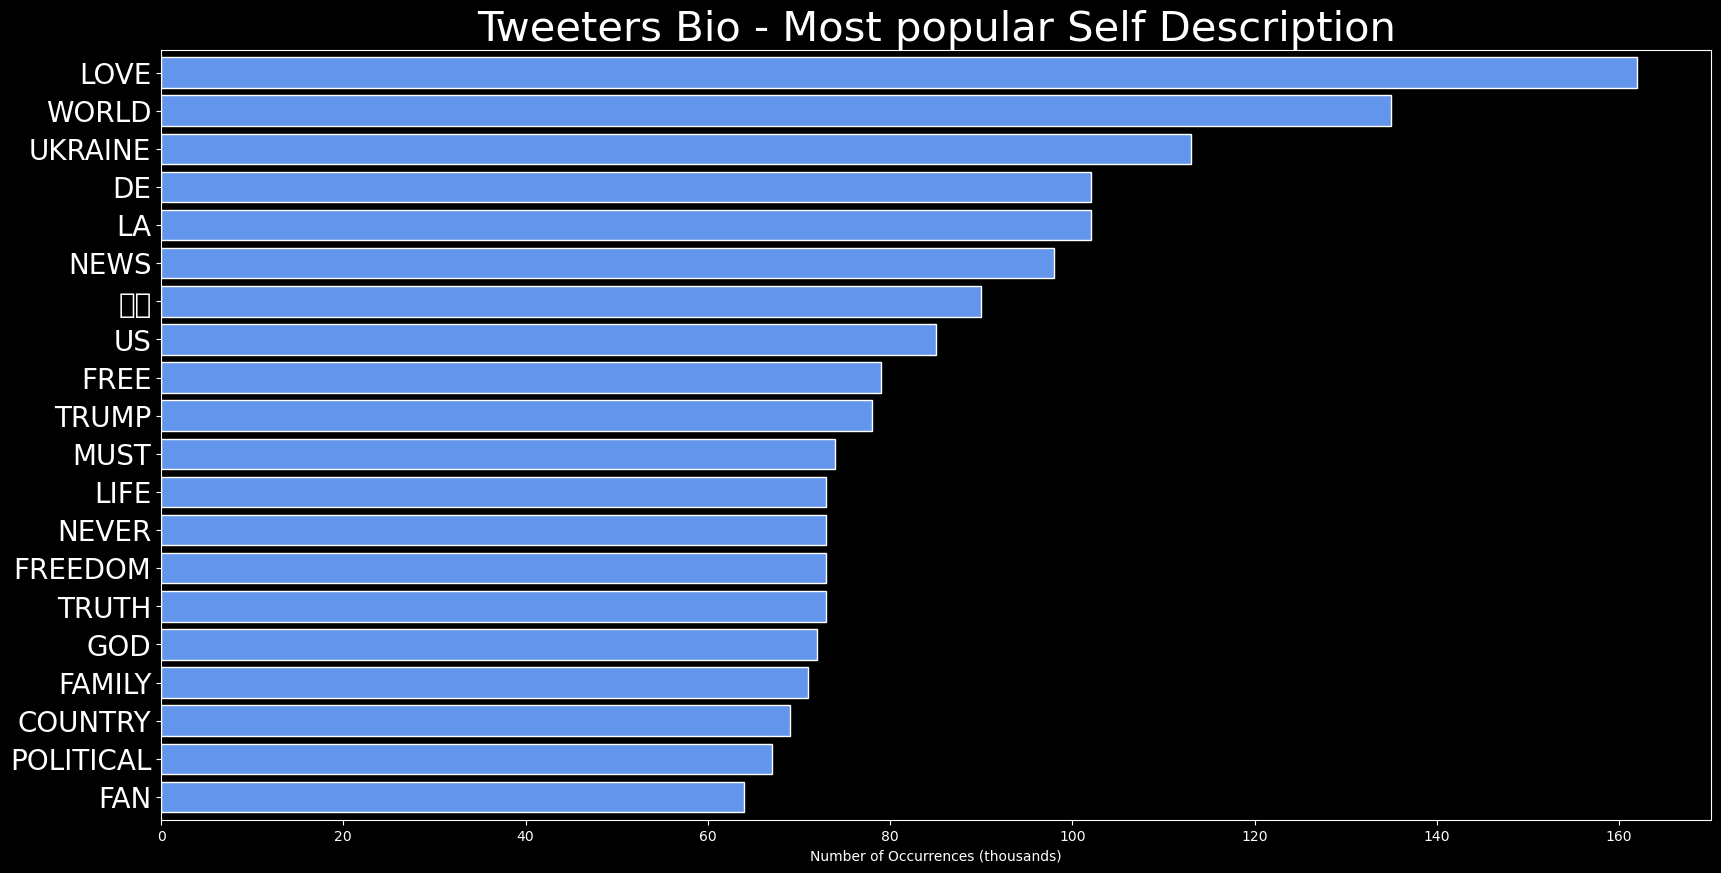 Tweeters Bio - Most popular Self Description
LOVE
WORLD
UKRAINE
DE
LA
NEWS
US
FREE
TRUMP
MUST
LIFE
NEVER
FREEDOM
TRUTH
GOD
FAMILY
COUNTRY
POLITICAL
FAN
0 20 40 60 80 100 120 140 160
Number of Occurrences (thousands)